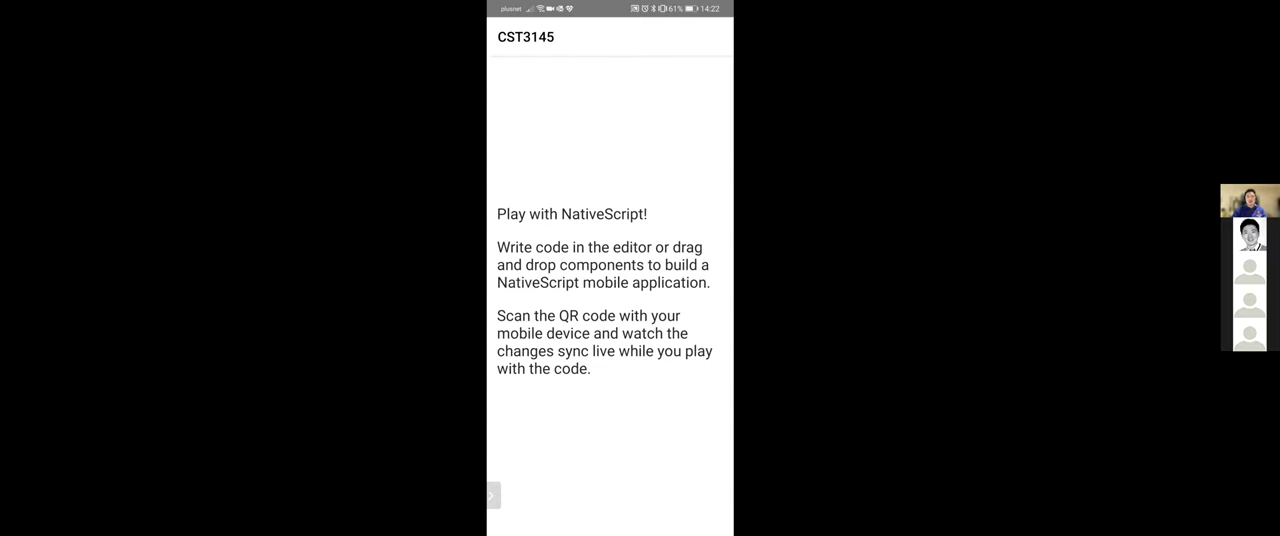 plusnet 61% 14:22
CST3145
Play with NativeScript!
Write code in the editor or drag
and drop components to build a
NativeScript mobile application.
Scan the QR code with your
mobile device and watch the
changes sync live while you play
with the code.